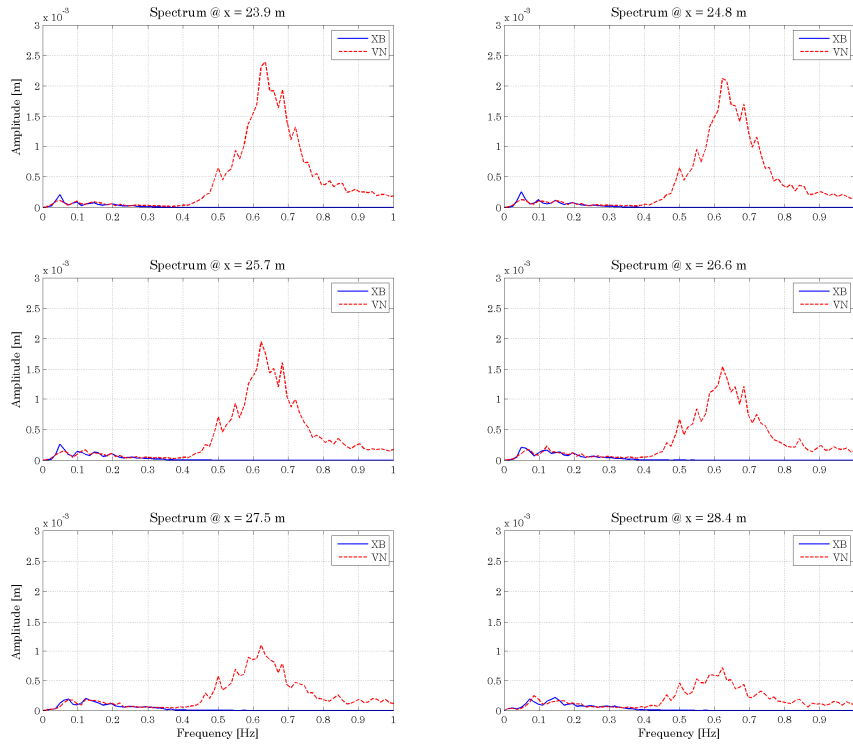 Spectrum @ x = 23.9 m
x 10⁻³
3
2.5
2
1.5
1
0.5
0
Amplitude [m]
XB
VN
0 0.1 0.2 0.3 0.4 0.5 0.6 0.7 0.8 0.9 1
Spectrum @ x = 24.8 m
x 10⁻³
3
2.5
2
1.5
1
0.5
0
XB
VN
0 0.1 0.2 0.3 0.4 0.5 0.6 0.7 0.8 0.9
Spectrum @ x = 25.7 m
x 10⁻³
3
2.5
2
1.5
1
0.5
0
Amplitude [m]
XB
VN
0 0.1 0.2 0.3 0.4 0.5 0.6 0.7 0.8 0.9 1
Spectrum @ x = 26.6 m
x 10⁻³
3
2.5
2
1.5
1
0.5
0
XB
VN
0 0.1 0.2 0.3 0.4 0.5 0.6 0.7 0.8 0.9
Spectrum @ x = 27.5 m
x 10⁻³
3
2.5
2
1.5
1
0.5
0
Amplitude [m]
XB
VN
0 0.1 0.2 0.3 0.4 0.5 0.6 0.7 0.8 0.9 1
Frequency [Hz]
Spectrum @ x = 28.4 m
x 10⁻³
3
2.5
2
1.5
1
0.5
0
XB
VN
0 0.1 0.2 0.3 0.4 0.5 0.6 0.7 0.8 0.9
Frequency [Hz]